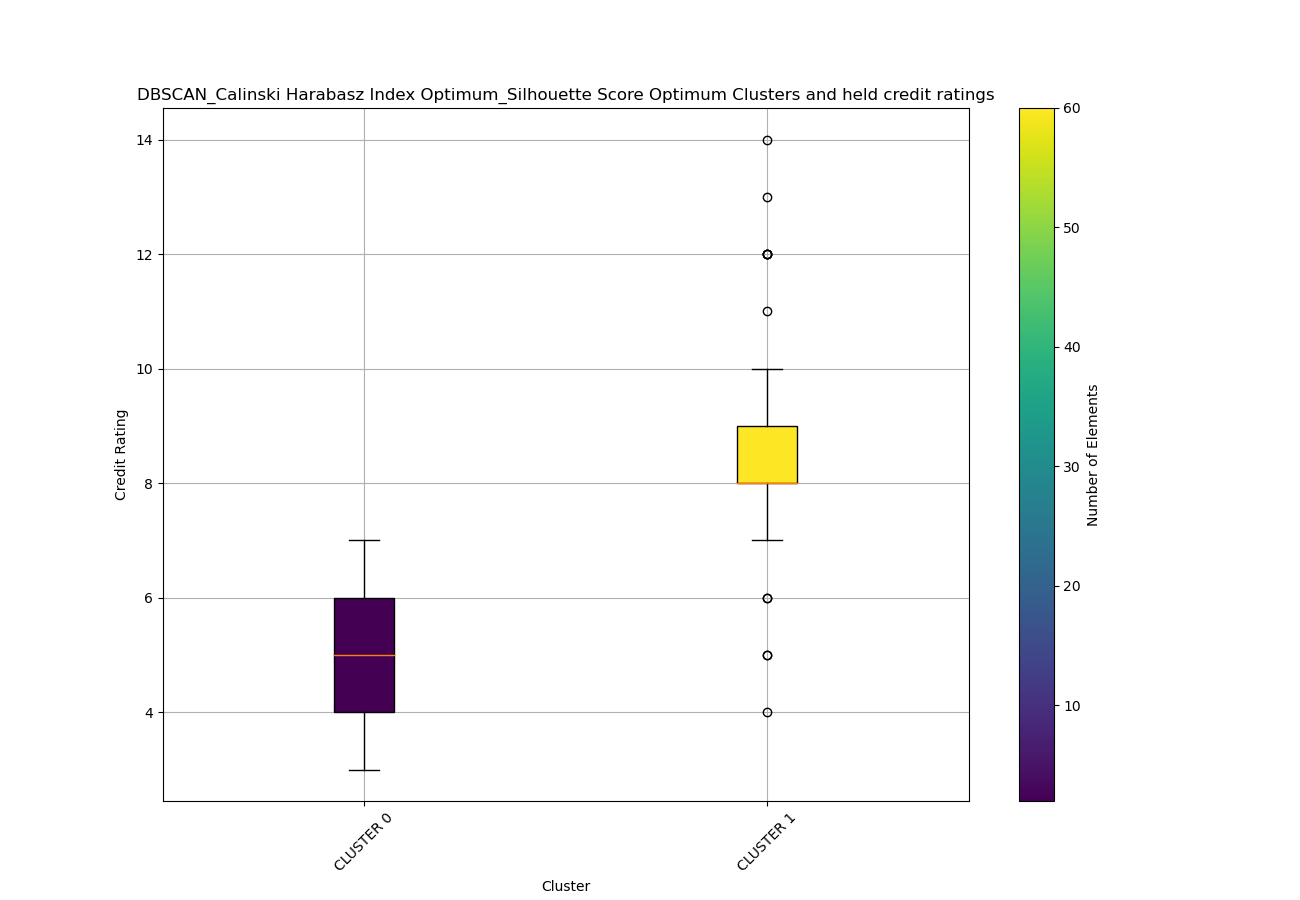 DBSCAN_Calinski Harabasz Index Optimum_Silhouette Score Optimum Clusters and held credit ratings
14
12
10
8
6
4
Credit Rating
CLUSTER 0
CLUSTER 1
Cluster
60
50
40
30
20
10
Number of Elements